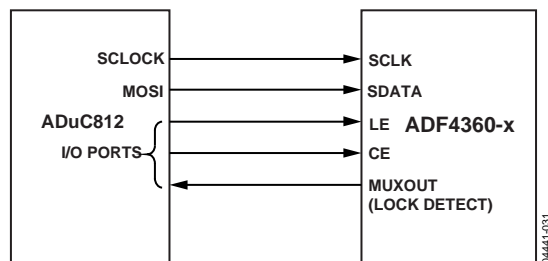 SCLOCK
MOSI
ADuC812
I/O PORTS
SCLK
SDATA
LE
ADF4360-x
CE
MUXOUT
(LOCK DETECT)
04441-031